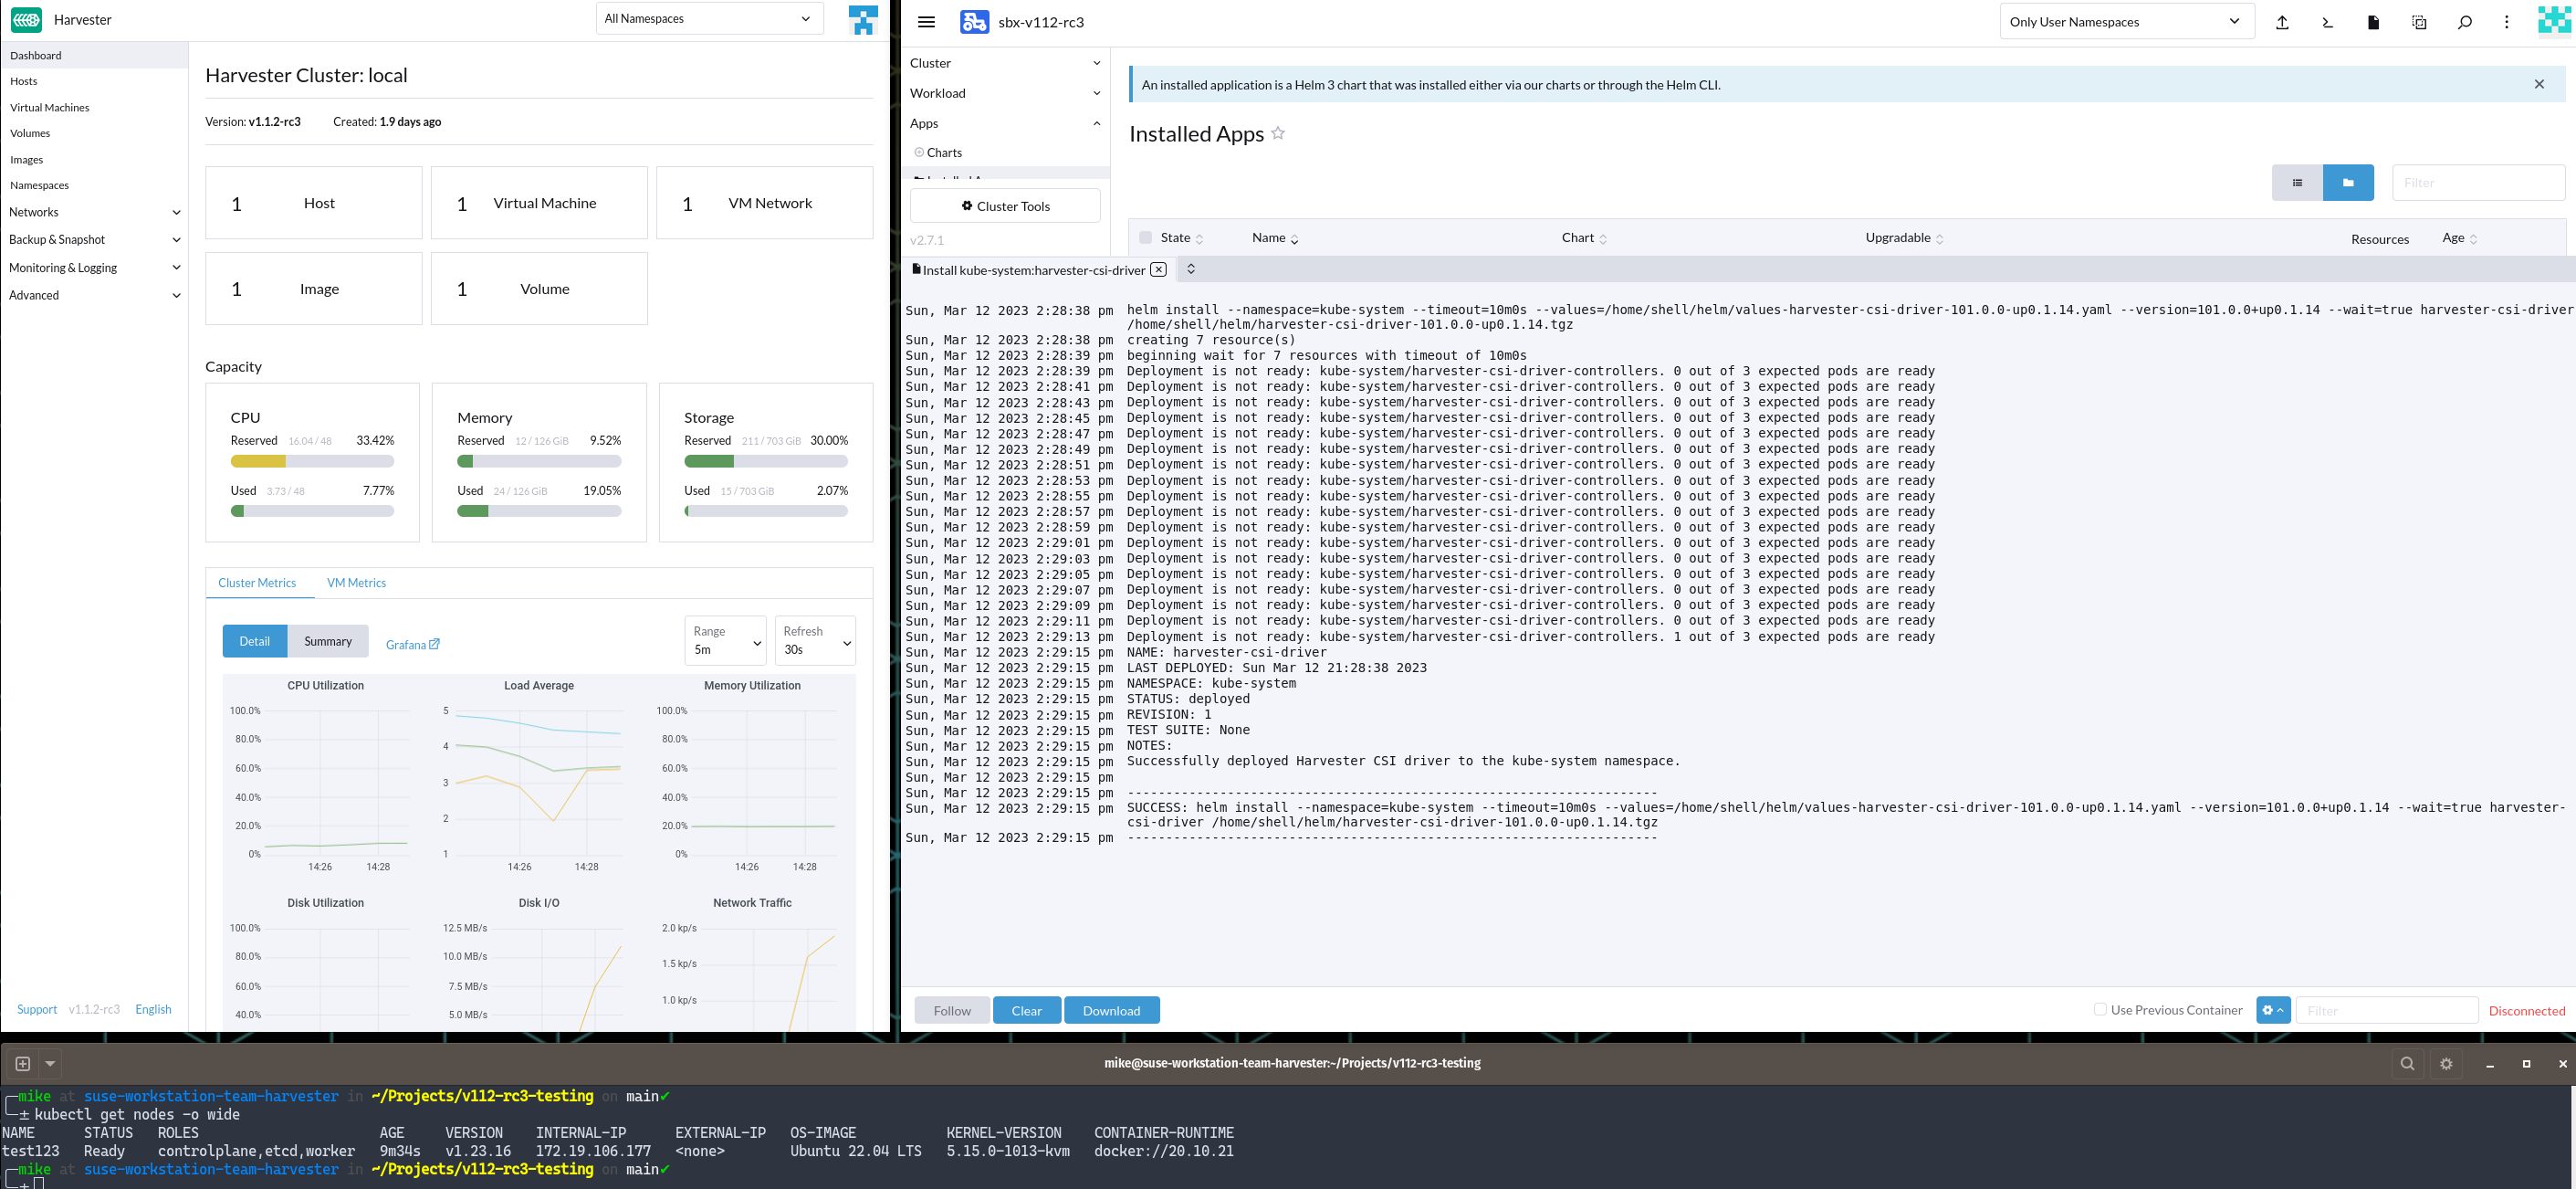 Harvester
All Namespaces
Dashboard
Hosts
Virtual Machines
Volumes
Images
Namespaces
Networks
Backup & Snapshot
Monitoring & Logging
Advanced
Support v1.1.2-rc3 English
Harvester Cluster: local
Version: v1.1.2-rc3 Created: 1.9 days ago
1 Host
1 Virtual Machine
1 VM Network
1 Image
1 Volume
Capacity
CPU
Reserved 16.04 / 48 33.42%
Used 3.73 / 48 7.77%
Memory
Reserved 12 / 126 GiB 9.52%
Used 24 / 126 GiB 19.05%
Storage
Reserved 211 / 703 GiB 30.00%
Used 15 / 703 GiB 2.07%
Cluster Metrics VM Metrics
Detail Summary Grafana
Range
5m
Refresh
30s
CPU Utilization
100.0%
80.0%
60.0%
40.0%
20.0%
0%
14:26 14:28
Load Average
5
4
3
2
1
14:26 14:28
Memory Utilization
100.0%
80.0%
60.0%
40.0%
20.0%
0%
14:26 14:28
Disk Utilization
100.0%
80.0%
60.0%
40.0%
Disk I/O
12.5 MB/s
10.0 MB/s
7.5 MB/s
5.0 MB/s
Network Traffic
2.0 kp/s
1.5 kp/s
1.0 kp/s
sbx-v112-rc3
Only User Namespaces
Cluster
Workload
Apps
Charts
Cluster Tools
v2.7.1
An installed application is a Helm 3 chart that was installed either via our charts or through the Helm CLI.
Installed Apps
Filter
State Name Chart Upgradable Resources Age
Install kube-system:harvester-csi-driver
Sun, Mar 12 2023 2:28:38 pm helm install --namespace=kube-system --timeout=10m0s --values=/home/shell/helm/values-harvester-csi-driver-101.0.0-up0.1.14.yaml --version=101.0.0+up0.1.14 --wait=true harvester-csi-driver
/home/shell/helm/harvester-csi-driver-101.0.0-up0.1.14.tgz
Sun, Mar 12 2023 2:28:38 pm creating 7 resource(s)
Sun, Mar 12 2023 2:28:39 pm beginning wait for 7 resources with timeout of 10m0s
Sun, Mar 12 2023 2:28:39 pm Deployment is not ready: kube-system/harvester-csi-driver-controllers. 0 out of 3 expected pods are ready
Sun, Mar 12 2023 2:28:41 pm Deployment is not ready: kube-system/harvester-csi-driver-controllers. 0 out of 3 expected pods are ready
Sun, Mar 12 2023 2:28:43 pm Deployment is not ready: kube-system/harvester-csi-driver-controllers. 0 out of 3 expected pods are ready
Sun, Mar 12 2023 2:28:45 pm Deployment is not ready: kube-system/harvester-csi-driver-controllers. 0 out of 3 expected pods are ready
Sun, Mar 12 2023 2:28:47 pm Deployment is not ready: kube-system/harvester-csi-driver-controllers. 0 out of 3 expected pods are ready
Sun, Mar 12 2023 2:28:49 pm Deployment is not ready: kube-system/harvester-csi-driver-controllers. 0 out of 3 expected pods are ready
Sun, Mar 12 2023 2:28:51 pm Deployment is not ready: kube-system/harvester-csi-driver-controllers. 0 out of 3 expected pods are ready
Sun, Mar 12 2023 2:28:53 pm Deployment is not ready: kube-system/harvester-csi-driver-controllers. 0 out of 3 expected pods are ready
Sun, Mar 12 2023 2:28:55 pm Deployment is not ready: kube-system/harvester-csi-driver-controllers. 0 out of 3 expected pods are ready
Sun, Mar 12 2023 2:28:57 pm Deployment is not ready: kube-system/harvester-csi-driver-controllers. 0 out of 3 expected pods are ready
Sun, Mar 12 2023 2:28:59 pm Deployment is not ready: kube-system/harvester-csi-driver-controllers. 0 out of 3 expected pods are ready
Sun, Mar 12 2023 2:29:01 pm Deployment is not ready: kube-system/harvester-csi-driver-controllers. 0 out of 3 expected pods are ready
Sun, Mar 12 2023 2:29:03 pm Deployment is not ready: kube-system/harvester-csi-driver-controllers. 0 out of 3 expected pods are ready
Sun, Mar 12 2023 2:29:05 pm Deployment is not ready: kube-system/harvester-csi-driver-controllers. 0 out of 3 expected pods are ready
Sun, Mar 12 2023 2:29:07 pm Deployment is not ready: kube-system/harvester-csi-driver-controllers. 0 out of 3 expected pods are ready
Sun, Mar 12 2023 2:29:09 pm Deployment is not ready: kube-system/harvester-csi-driver-controllers. 0 out of 3 expected pods are ready
Sun, Mar 12 2023 2:29:11 pm Deployment is not ready: kube-system/harvester-csi-driver-controllers. 0 out of 3 expected pods are ready
Sun, Mar 12 2023 2:29:13 pm Deployment is not ready: kube-system/harvester-csi-driver-controllers. 1 out of 3 expected pods are ready
Sun, Mar 12 2023 2:29:15 pm NAME: harvester-csi-driver
Sun, Mar 12 2023 2:29:15 pm LAST DEPLOYED: Sun Mar 12 21:28:38 2023
Sun, Mar 12 2023 2:29:15 pm NAMESPACE: kube-system
Sun, Mar 12 2023 2:29:15 pm STATUS: deployed
Sun, Mar 12 2023 2:29:15 pm REVISION: 1
Sun, Mar 12 2023 2:29:15 pm TEST SUITE: None
Sun, Mar 12 2023 2:29:15 pm NOTES:
Sun, Mar 12 2023 2:29:15 pm Successfully deployed Harvester CSI driver to the kube-system namespace.
Sun, Mar 12 2023 2:29:15 pm
Sun, Mar 12 2023 2:29:15 pm ---------------------------------------------------------------------
Sun, Mar 12 2023 2:29:15 pm SUCCESS: helm install --namespace=kube-system --timeout=10m0s --values=/home/shell/helm/values-harvester-csi-driver-101.0.0-up0.1.14.yaml --version=101.0.0+up0.1.14 --wait=true harvester-
csi-driver /home/shell/helm/harvester-csi-driver-101.0.0-up0.1.14.tgz
Sun, Mar 12 2023 2:29:15 pm ---------------------------------------------------------------------
Follow Clear Download Use Previous Container Filter Disconnected
mike@suse-workstation-team-harvester:~/Projects/v112-rc3-testing
mike at suse-workstation-team-harvester in ~/Projects/v112-rc3-testing on main✔
± kubectl get nodes -o wide
NAME STATUS ROLES AGE VERSION INTERNAL-IP EXTERNAL-IP OS-IMAGE KERNEL-VERSION CONTAINER-RUNTIME
test123 Ready controlplane,etcd,worker 9m34s v1.23.16 172.19.106.177 <none> Ubuntu 22.04 LTS 5.15.0-1013-kvm docker://20.10.21
mike at suse-workstation-team-harvester in ~/Projects/v112-rc3-testing on main✔
±